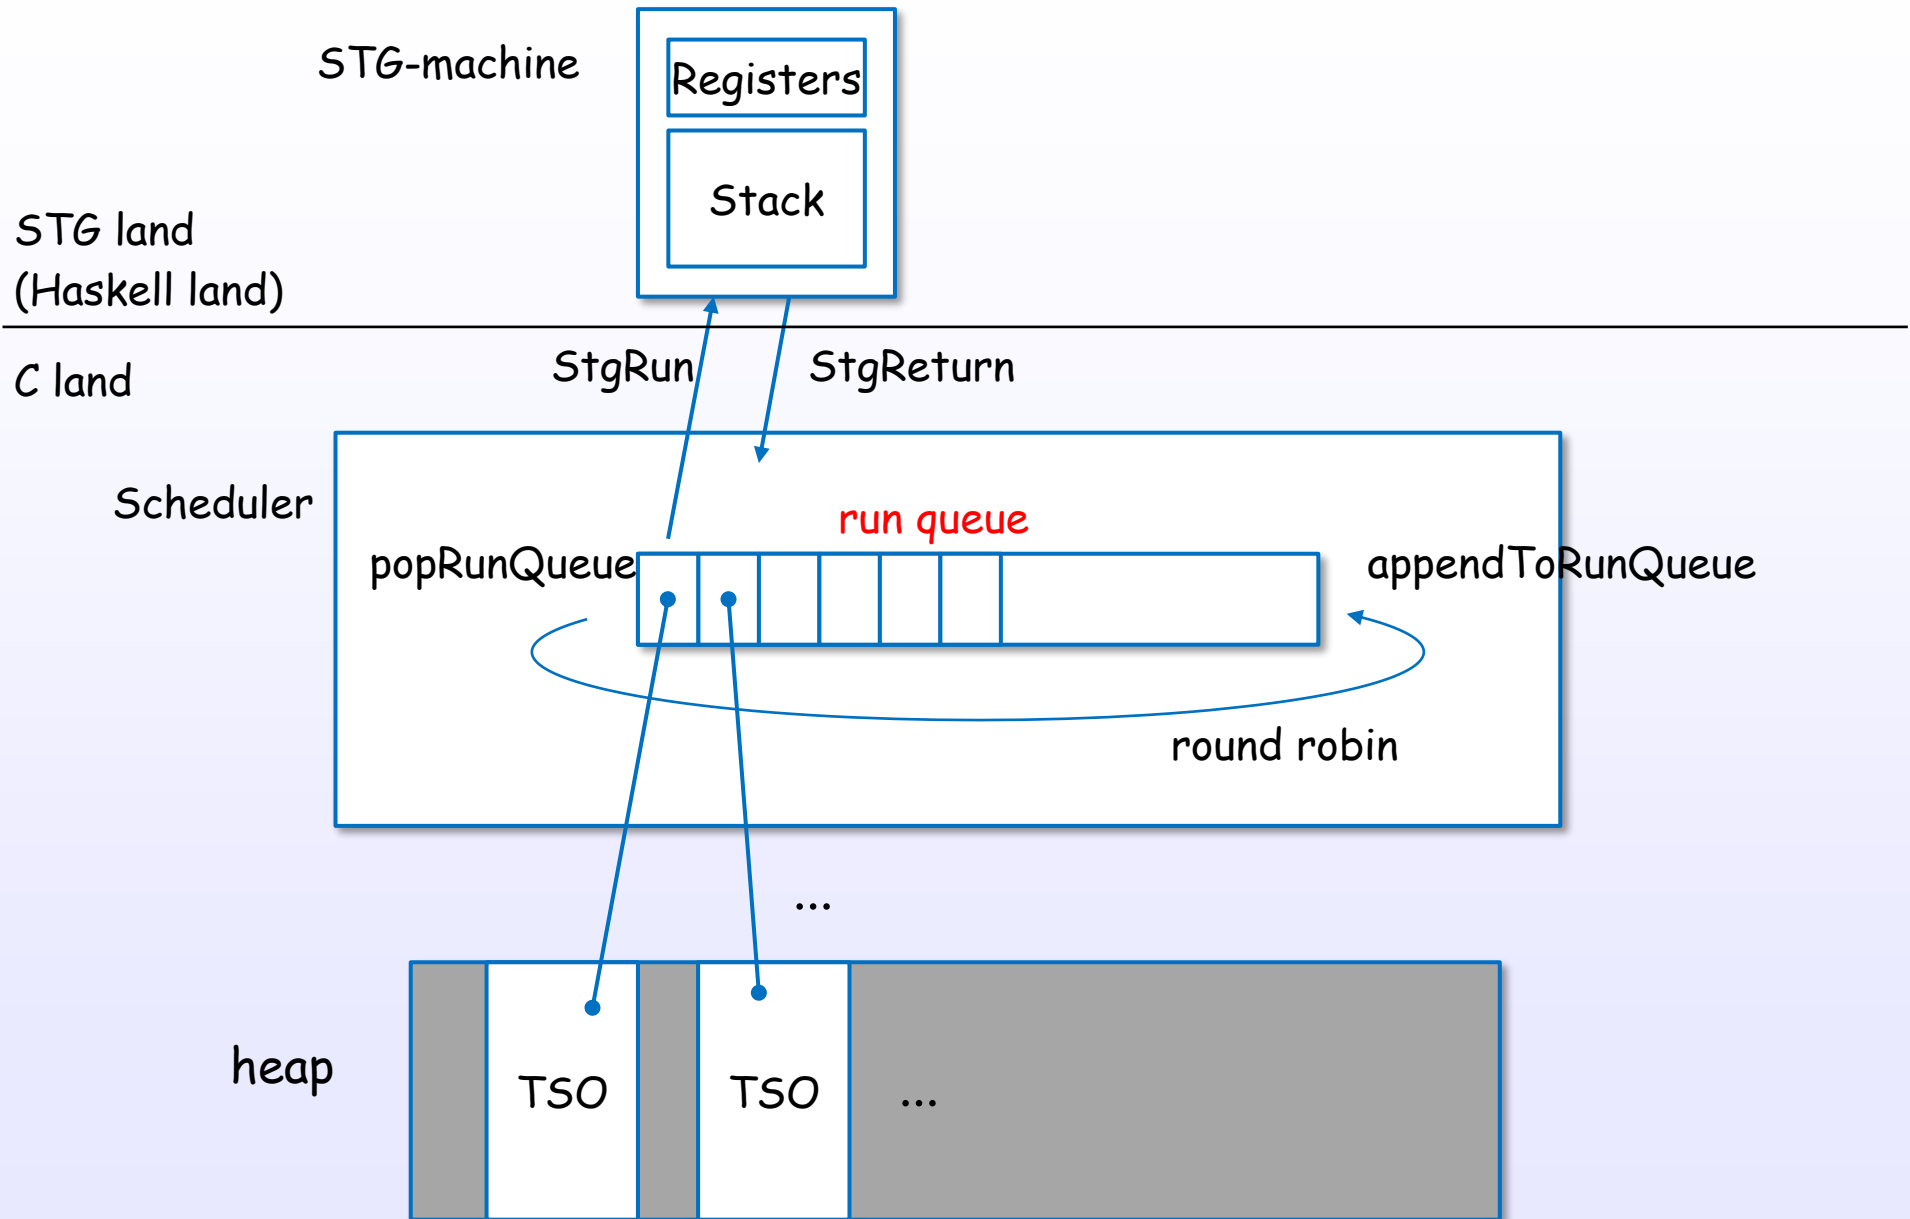 STG-machine
Registers
Stack
STG land
(Haskell land)
C land
StgRun
StgReturn
Scheduler
run queue
popRunQueue
appendToRunQueue
round robin
...
heap
TSO
TSO
...